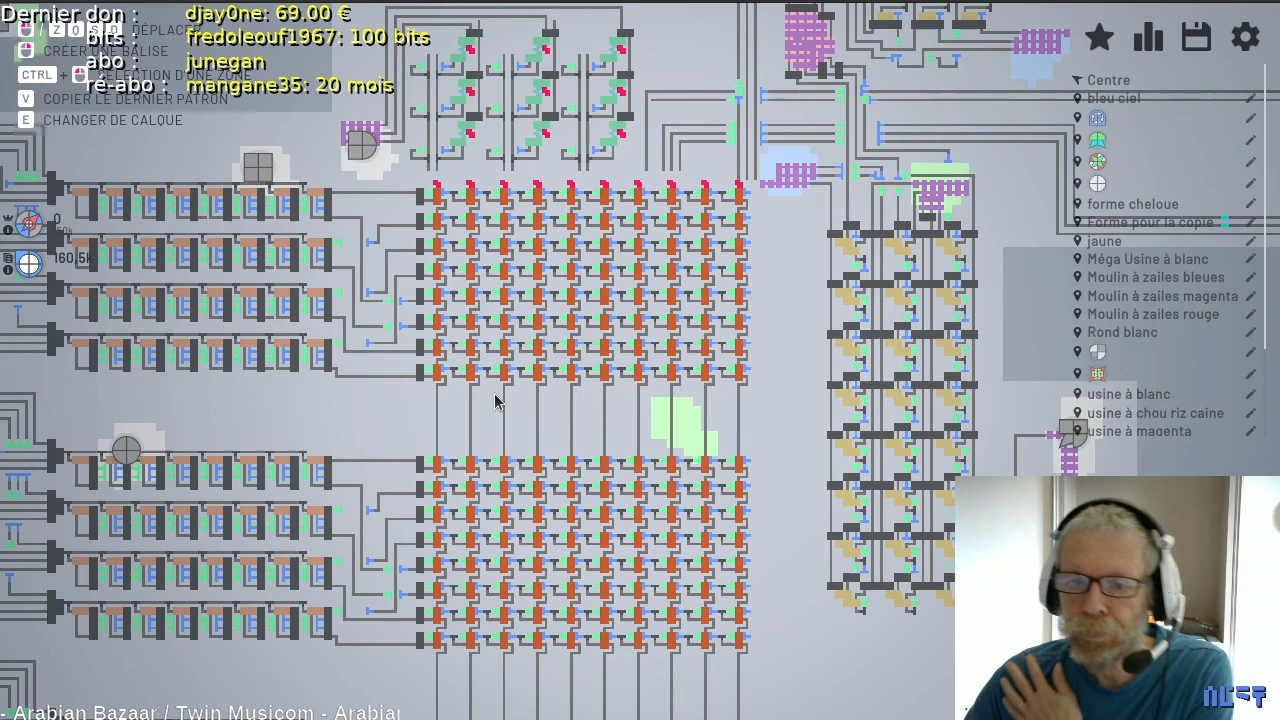 Dernier don : djay0ne: 69.00 €
bits : fredoleouf1967: 100 bits
abo : junegan
ré-abo : mangane35: 20 mois
/ Z Q S D DÉPLACER
CRÉER UNE BALISE
CTRL + SÉLECTION D'UNE ZONE
V COPIER LE DERNIER PATRON
E CHANGER DE CALQUE
0
160,5k
Centre
bleu ciel
forme cheloue
Forme pour la copie
jaune
Méga Usine à blanc
Moulin à zailes bleues
Moulin à zailes magenta
Moulin à zailes rouge
Rond blanc
usine à blanc
usine à chou riz caine
usine à magenta
- Arabian Bazaar / Twin Musicom - Arabiar